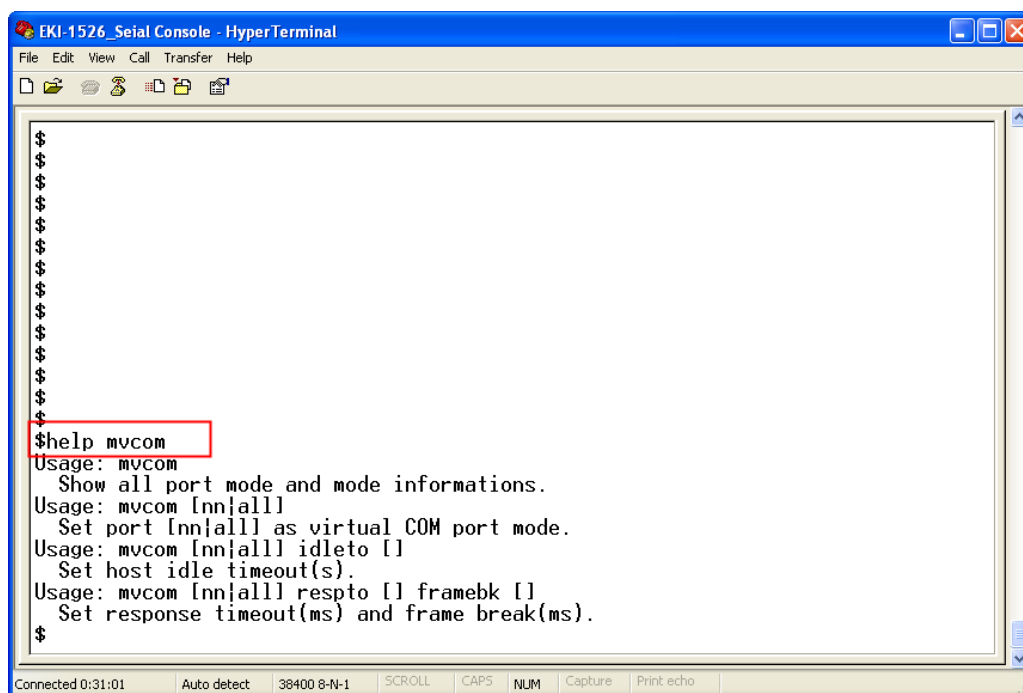 EKI-1526_Seial Console - HyperTerminal
File Edit View Call Transfer Help
$
$
$
$
$
$
$
$
$
$
$
$
$
$
$help mvcom
Usage: mvcom
Show all port mode and mode informations.
Usage: mvcom [nn¦all]
Set port [nn¦all] as virtual COM port mode.
Usage: mvcom [nn¦all] idleto []
Set host idle timeout(s).
Usage: mvcom [nn¦all] respto [] framebk []
Set response timeout(ms) and frame break(ms).
$
Connected 0:31:01 Auto detect 38400 8-N-1 SCROLL CAPS NUM Capture Print echo